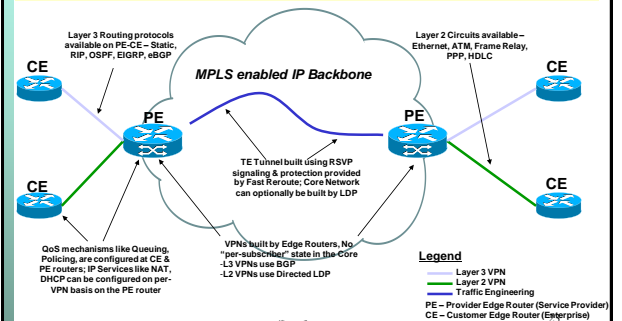 Layer 3 Routing protocols
available on PE-CE – Static,
RIP, OSPF, EIGRP, eBGP
Layer 2 Circuits available –
Ethernet, ATM, Frame Relay,
PPP, HDLC
CE
CE
MPLS enabled IP Backbone
PE
PE
TE Tunnel built using RSVP
signaling & protection provided
by Fast Reroute; Core Network
can optionally be built by LDP
CE
CE
QoS mechanisms like Queuing,
Policing, are configured at CE &
PE routers; IP Services like NAT,
DHCP can be configured on per-
VPN basis on the PE router
VPNs built by Edge Routers, No
"per-subscriber" state in the Core
-L3 VPNs use BGP
-L2 VPNs use Directed LDP
Legend
Layer 3 VPN
Layer 2 VPN
Traffic Engineering
PE – Provider Edge Router (Service Provider)
CE – Customer Edge Router (Enterprise)